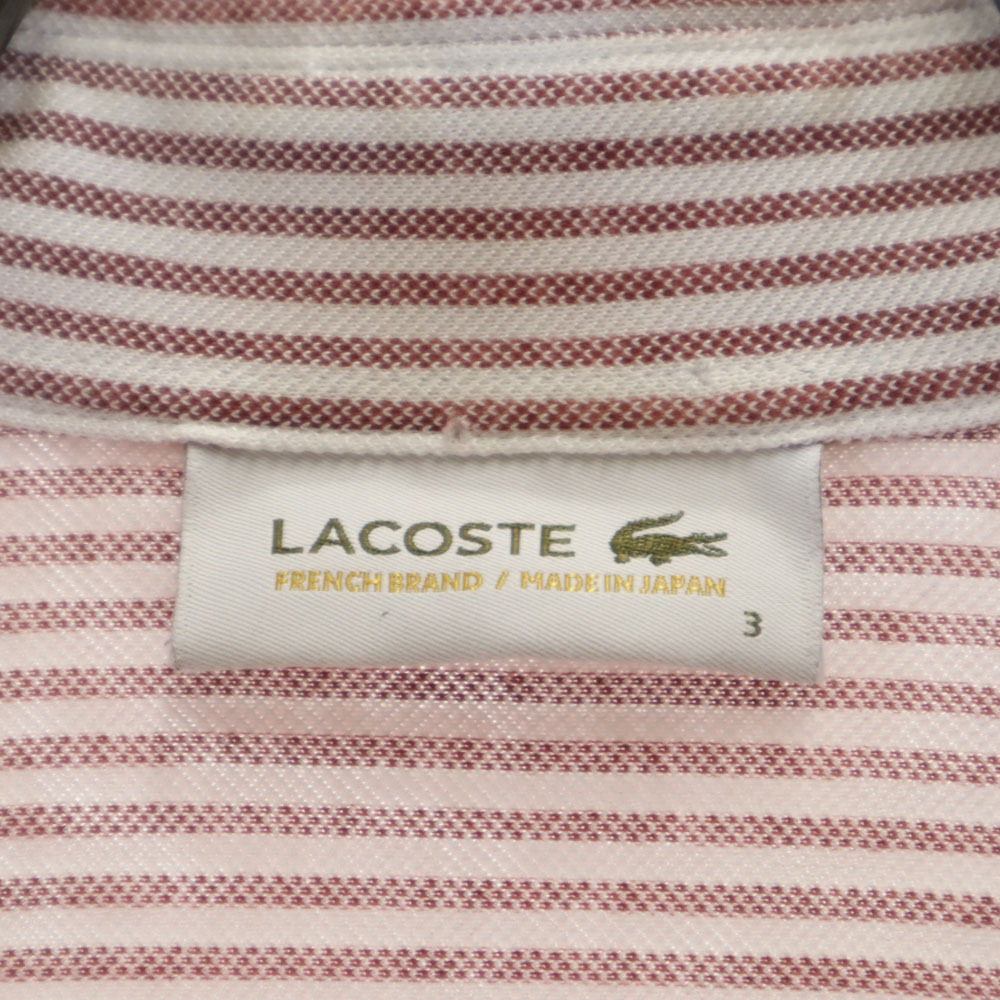 LACOSTE
FRENCH BRAND / MADE IN JAPAN
3